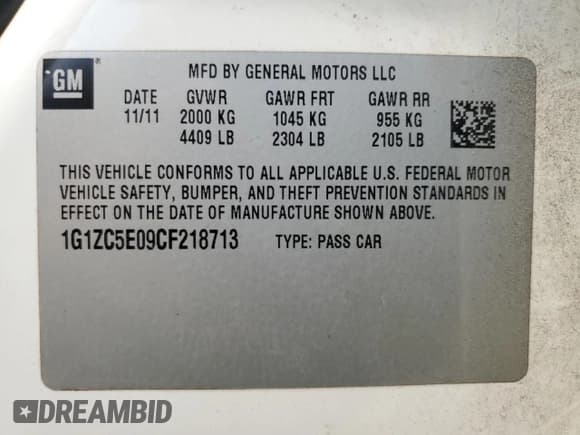 GM
MFD BY GENERAL MOTORS LLC
DATE GVWR GAWR FRT GAWR RR
11/11 2000 KG 1045 KG 955 KG
4409 LB 2304 LB 2105 LB
THIS VEHICLE CONFORMS TO ALL APPLICABLE U.S. FEDERAL MOTOR
VEHICLE SAFETY, BUMPER, AND THEFT PREVENTION STANDARDS IN
EFFECT ON THE DATE OF MANUFACTURE SHOWN ABOVE.
1G1ZC5E09CF218713 TYPE: PASS CAR
DREAMBID